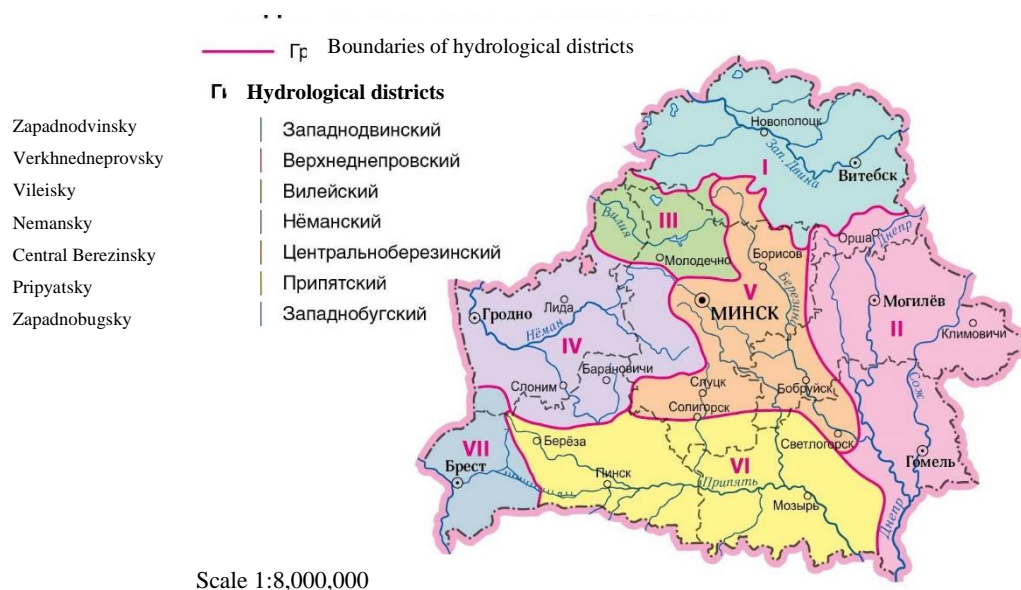 Гр Boundaries of hydrological districts
Hydrological districts
Zapadnodvinsky Западнодвинский
Verkhnedneprovsky Верхнеднепровский
Vileisky Вилейский
Nemansky Нёманский
Central Berezinsky Центральноберезинский
Pripyatsky Припятский
Zapadnobugsky Западнобугский
Новополоцк
Зап. Двина
Витебск
I
III
Вилия
Молодечно
Орша
Днепр
Борисов
Березина
V
МИНСК
Могилёв
II
Климовичи
Лида
Гродно
Нёман
IV
Барановичи
Слоним
Слуцк
Бобруйск
Сож
Солигорск
Светлогорск
Берёза
VII
Брест
Пинск
VI
Припять
Мозырь
Гомель
Днепр
Scale 1:8,000,000